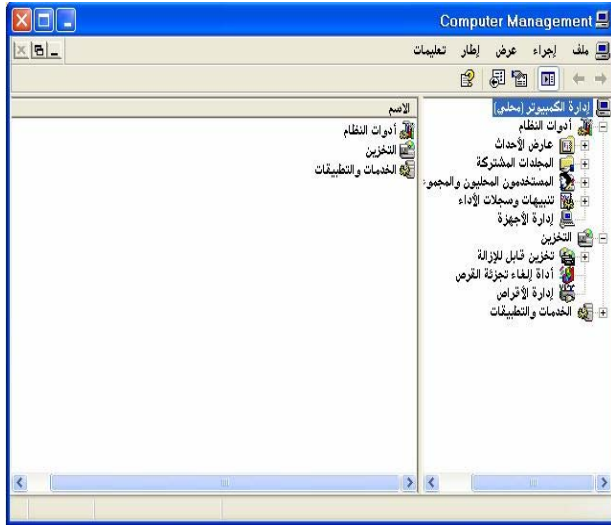 Computer Management
ملف إجراء عرض إطار تعليمات
إدارة الكمبيوتر (محلي)
أدوات النظام
عارض الأحداث
المجلدات المشتركة
المستخدمون المحليون والمجمو
تنبيهات وسجلات الأداء
إدارة الأجهزة
التخزين
تخزين قابل للإزالة
أداة إلغاء تجزئة القرص
إدارة الأقراص
الخدمات والتطبيقات
الاسم
أدوات النظام
التخزين
الخدمات والتطبيقات